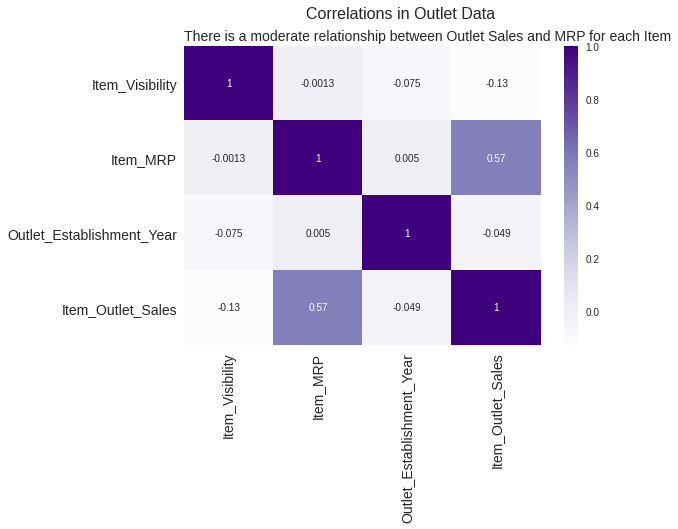 Correlations in Outlet Data
There is a moderate relationship between Outlet Sales and MRP for each Item
Item_Visibility
1
-0.0013
-0.075
-0.13
Item_MRP
-0.0013
1
0.005
0.57
Outlet_Establishment_Year
-0.075
0.005
1
-0.049
Item_Outlet_Sales
-0.13
0.57
-0.049
1
Item_Visibility
Item_MRP
Outlet_Establishment_Year
Item_Outlet_Sales
1.0
0.8
0.6
0.4
0.2
0.0